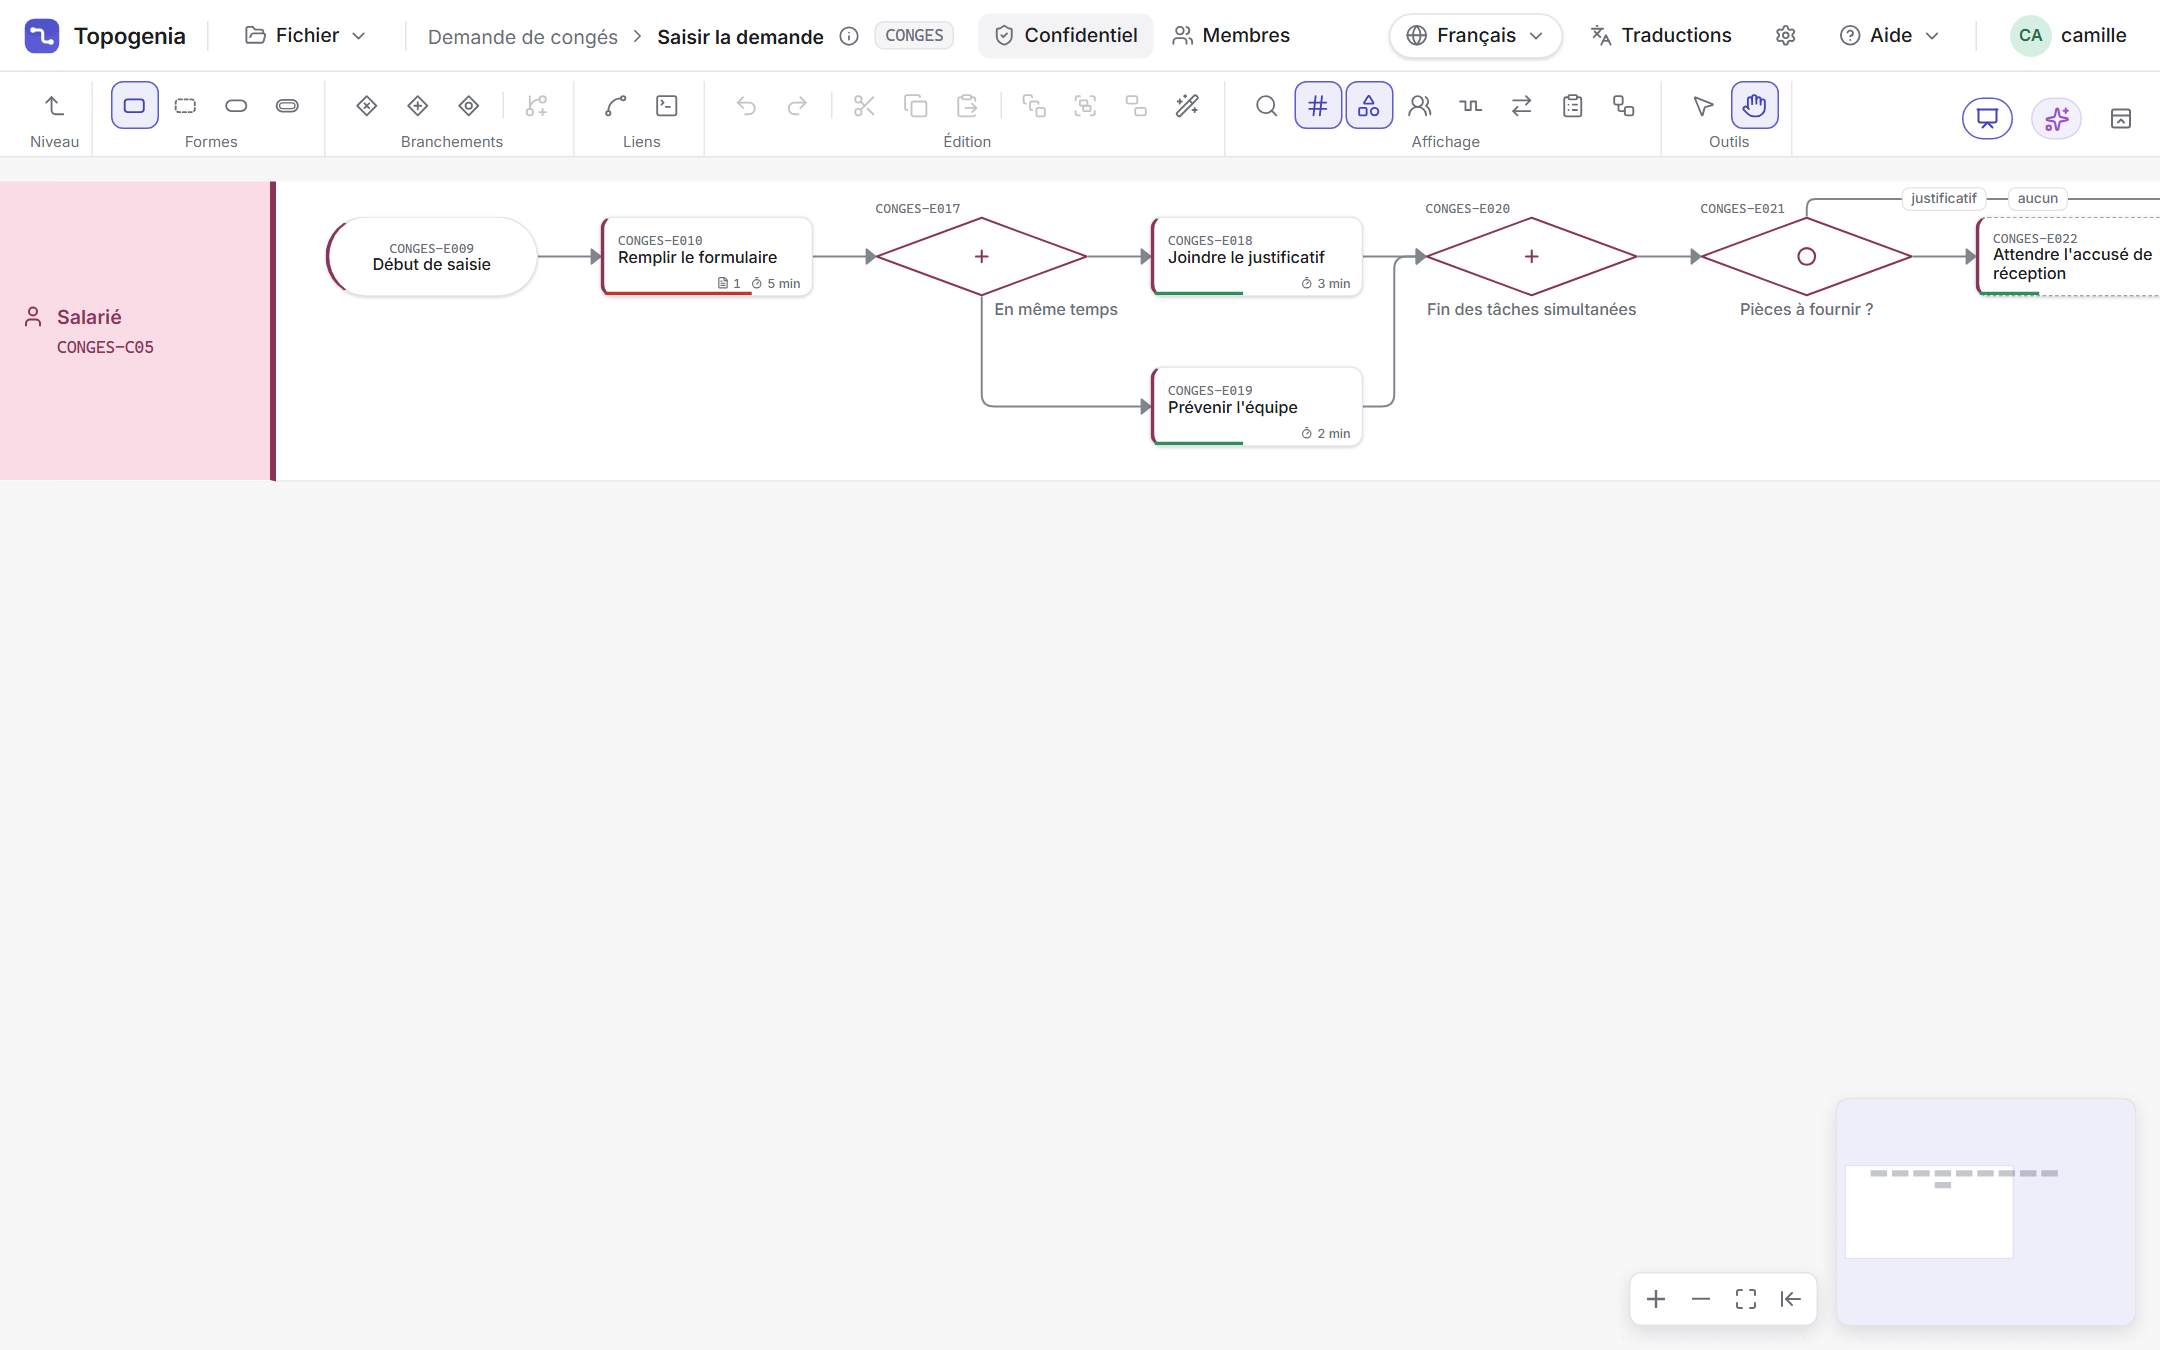 Topogenia
Fichier
Demande de congés
Saisir la demande
CONGES
Confidentiel
Membres
Français
Traductions
Aide
CA
camille
Niveau
Formes
Branchements
Liens
Édition
Affichage
Outils
Salarié
CONGES-C05
CONGES-E009
Début de saisie
CONGES-E010
Remplir le formulaire
1
5 min
CONGES-E017
En même temps
CONGES-E018
Joindre le justificatif
3 min
CONGES-E019
Prévenir l'équipe
2 min
CONGES-E020
Fin des tâches simultanées
CONGES-E021
Pièces à fournir ?
justificatif
aucun
CONGES-E022
Attendre l'accusé de
réception